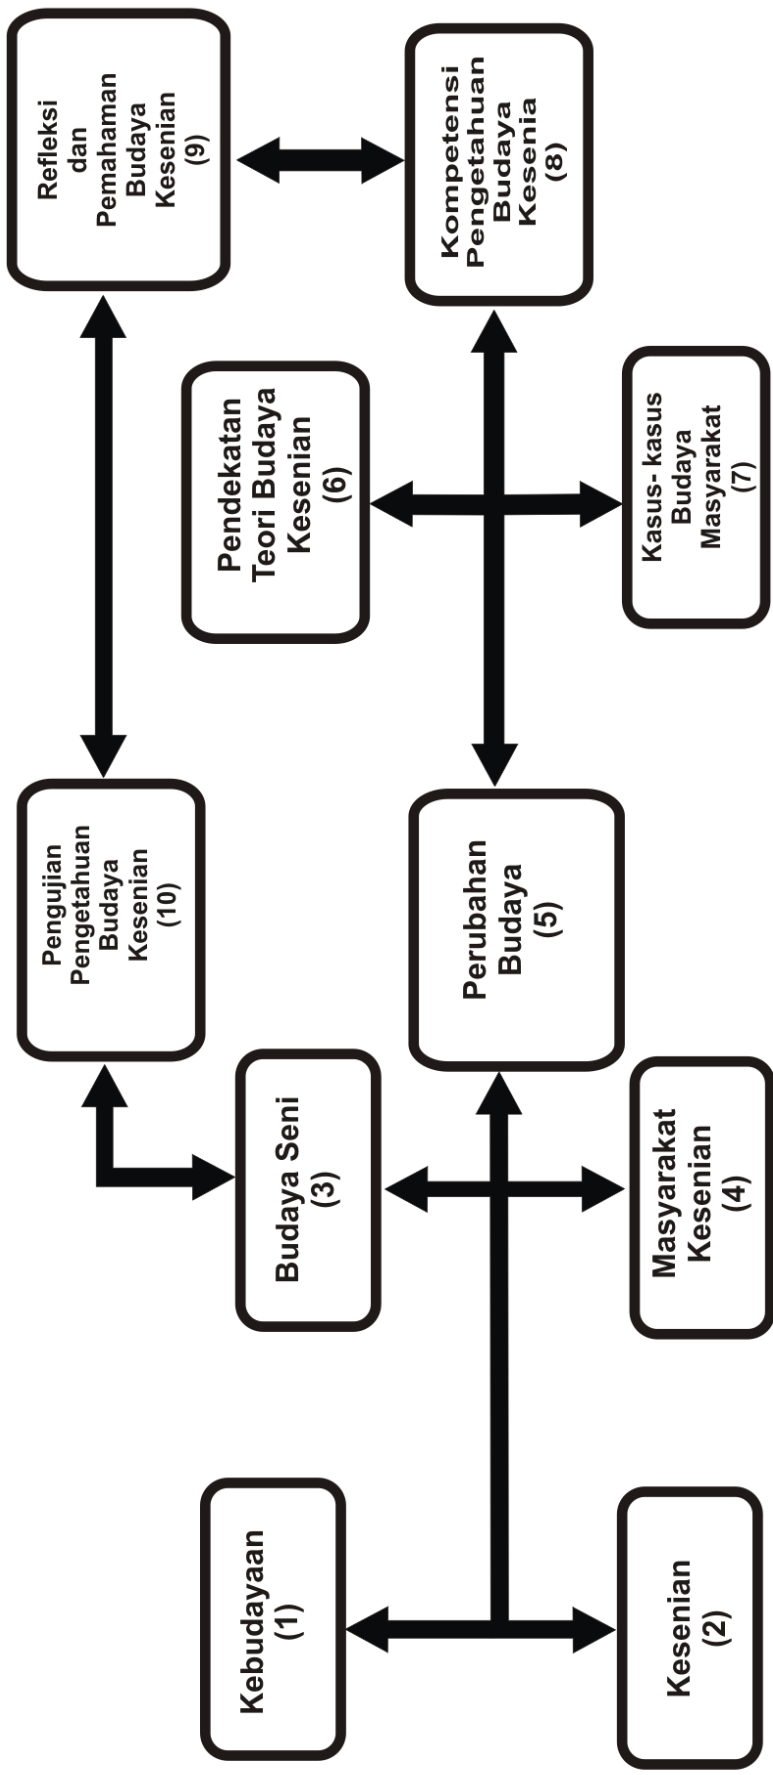 Kebudayaan
(1)
Kesenian
(2)
Budaya Seni
(3)
Masyarakat
Kesenian
(4)
Perubahan
Budaya
(5)
Pendekatan
Teori Budaya
Kesenian
(6)
Kasus- kasus
Budaya
Masyarakat
(7)
Kompetensi
Pengetahuan
Budaya
Kesenia
(8)
Refleksi
dan
Pemahaman
Budaya
Kesenian
(9)
Pengujian
Pengetahuan
Budaya
Kesenian
(10)